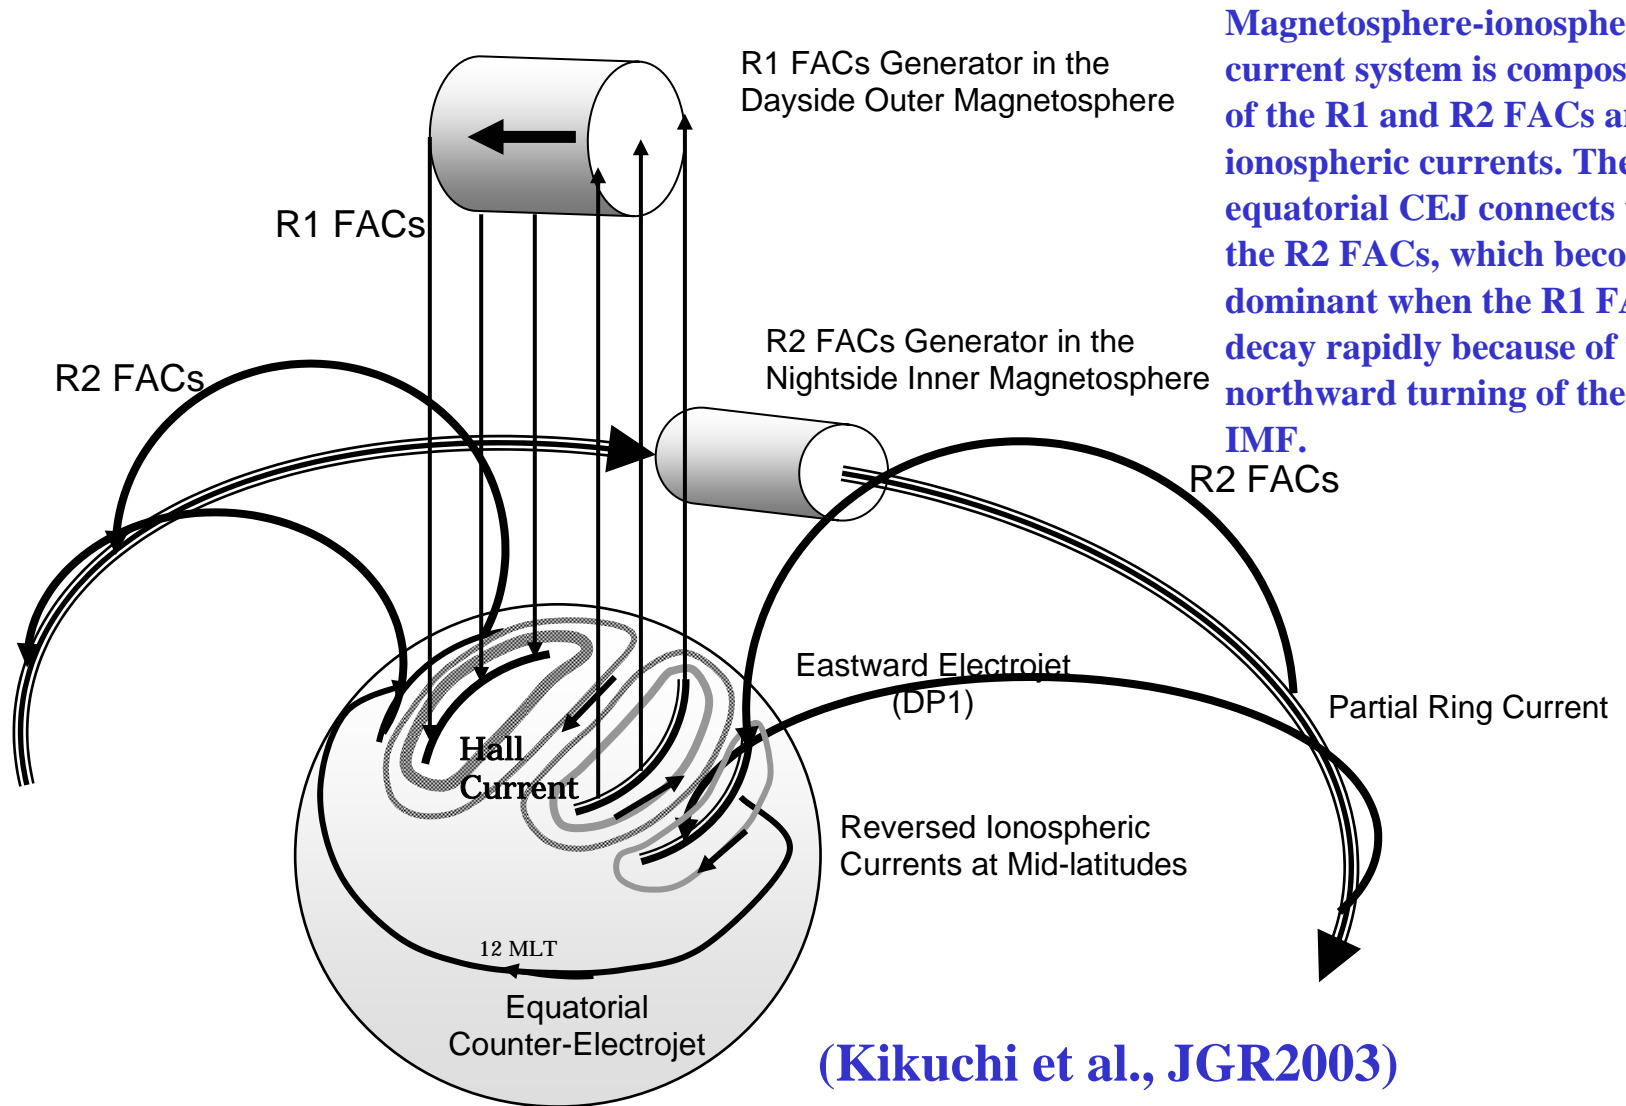 Magnetosphere-ionosphe
current system is compos
of the R1 and R2 FACs a
ionospheric currents. The
equatorial CEJ connects
the R2 FACs, which beco
dominant when the R1 FA
decay rapidly because of
northward turning of the
IMF.
R1 FACs Generator in the
Dayside Outer Magnetosphere
R1 FACs
R2 FACs Generator in the
Nightside Inner Magnetosphere
R2 FACs
R2 FACs
Eastward Electrojet
(DP1)
Partial Ring Current
Hall
Current
Reversed Ionospheric
Currents at Mid-latitudes
12 MLT
Equatorial
Counter-Electrojet
(Kikuchi et al., JGR2003)